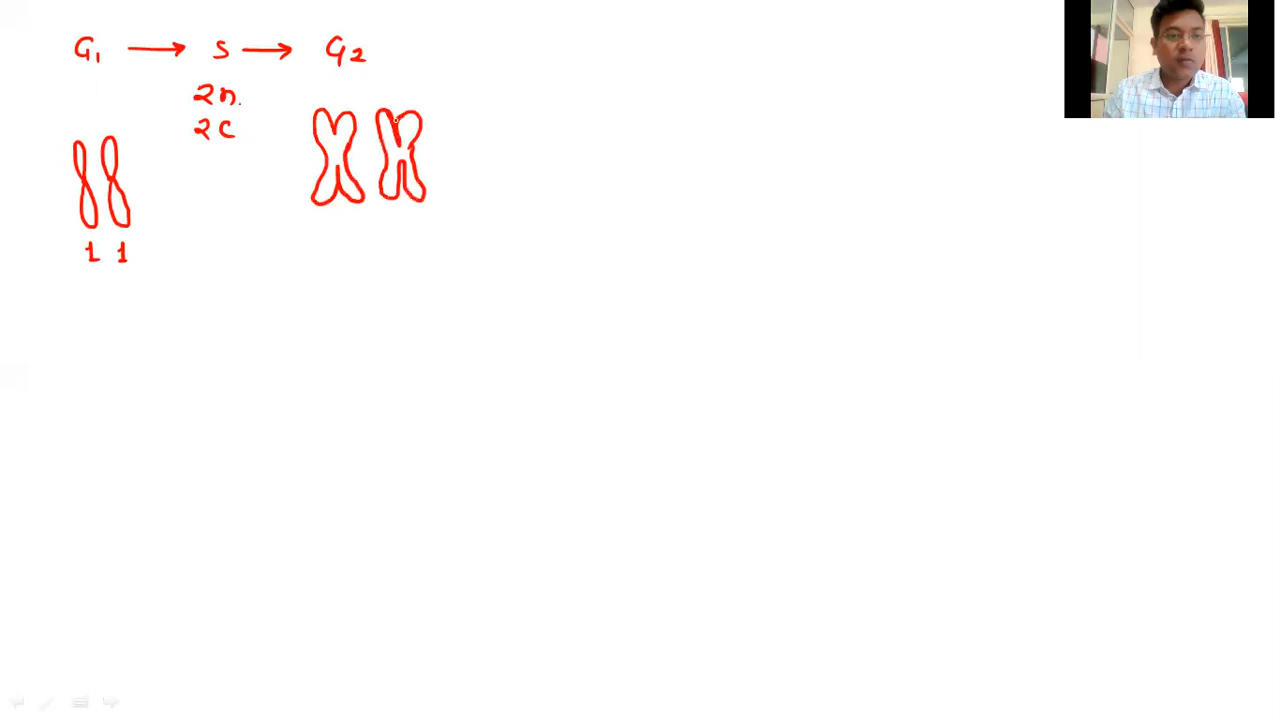 G₁ → S → G₂
2n.
2C
1 1